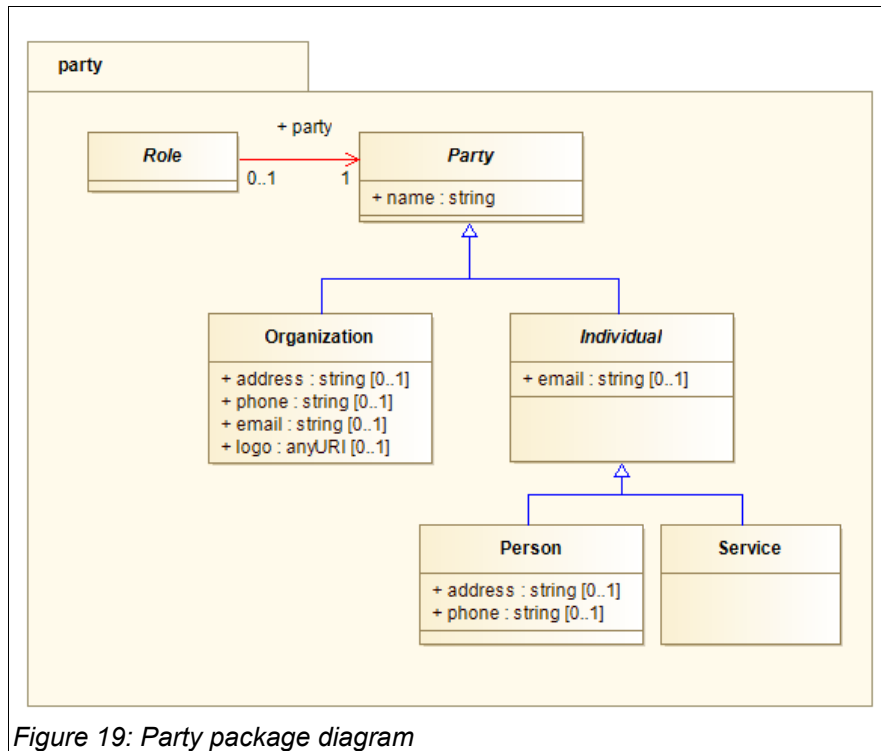 party
+ party
Role
Party
0..1
1
+ name : string
Organization
Individual
+ address : string [0..1]
+ phone : string [0..1]
+ email : string [0..1]
+ logo : anyURI [0..1]
+ email : string [0..1]
Person
Service
+ address : string [0..1]
+ phone : string [0..1]
Figure 19: Party package diagram